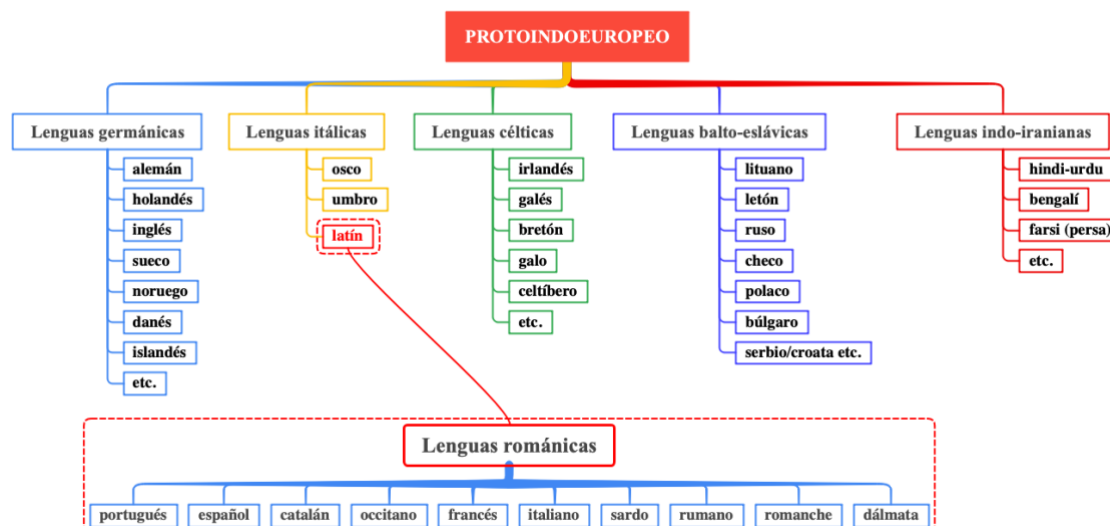 PROTOINDOEUROPEO
Lenguas germánicas
alemán
holandés
inglés
sueco
noruego
danés
islandés
etc.
Lenguas itálicas
osco
umbro
latín
Lenguas célticas
irlandés
galés
bretón
galo
celtíbero
etc.
Lenguas balto-eslávicas
lituano
letón
ruso
checo
polaco
búlgaro
serbio/croata etc.
Lenguas indo-iranianas
hindi-urdu
bengalí
farsi (persa)
etc.
Lenguas románicas
portugués
español
catalán
occitano
francés
italiano
sardo
rumano
romanche
dálmata